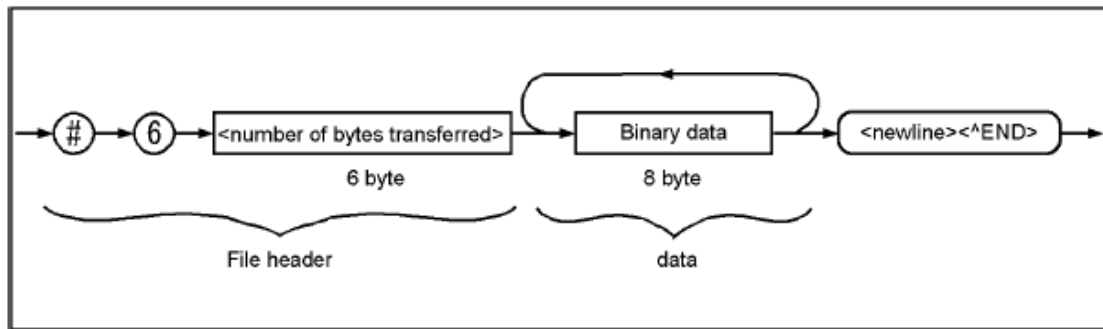 # 6 <number of bytes transferred> Binary data <newline><^END>
6 byte 8 byte
File header data